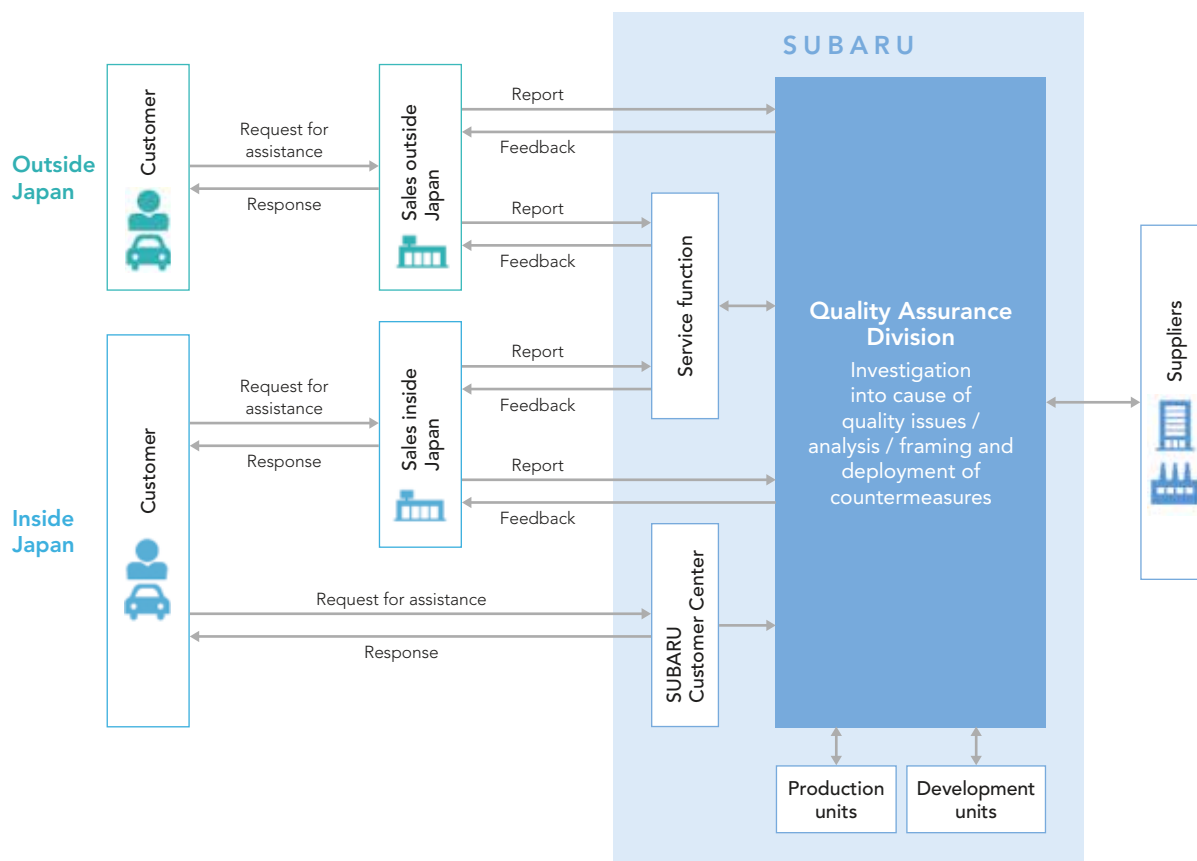 SUBARU
Outside
Japan
Customer
Request for
assistance
Response
Sales outside
Japan
Report
Feedback
Report
Feedback
Service function
Inside
Japan
Customer
Request for
assistance
Response
Sales inside
Japan
Report
Feedback
Report
Feedback
Request for assistance
Response
SUBARU
Customer Center
Quality Assurance
Division
Investigation
into cause of
quality issues /
analysis / framing and
deployment of
countermeasures
Suppliers
Production
units
Development
units